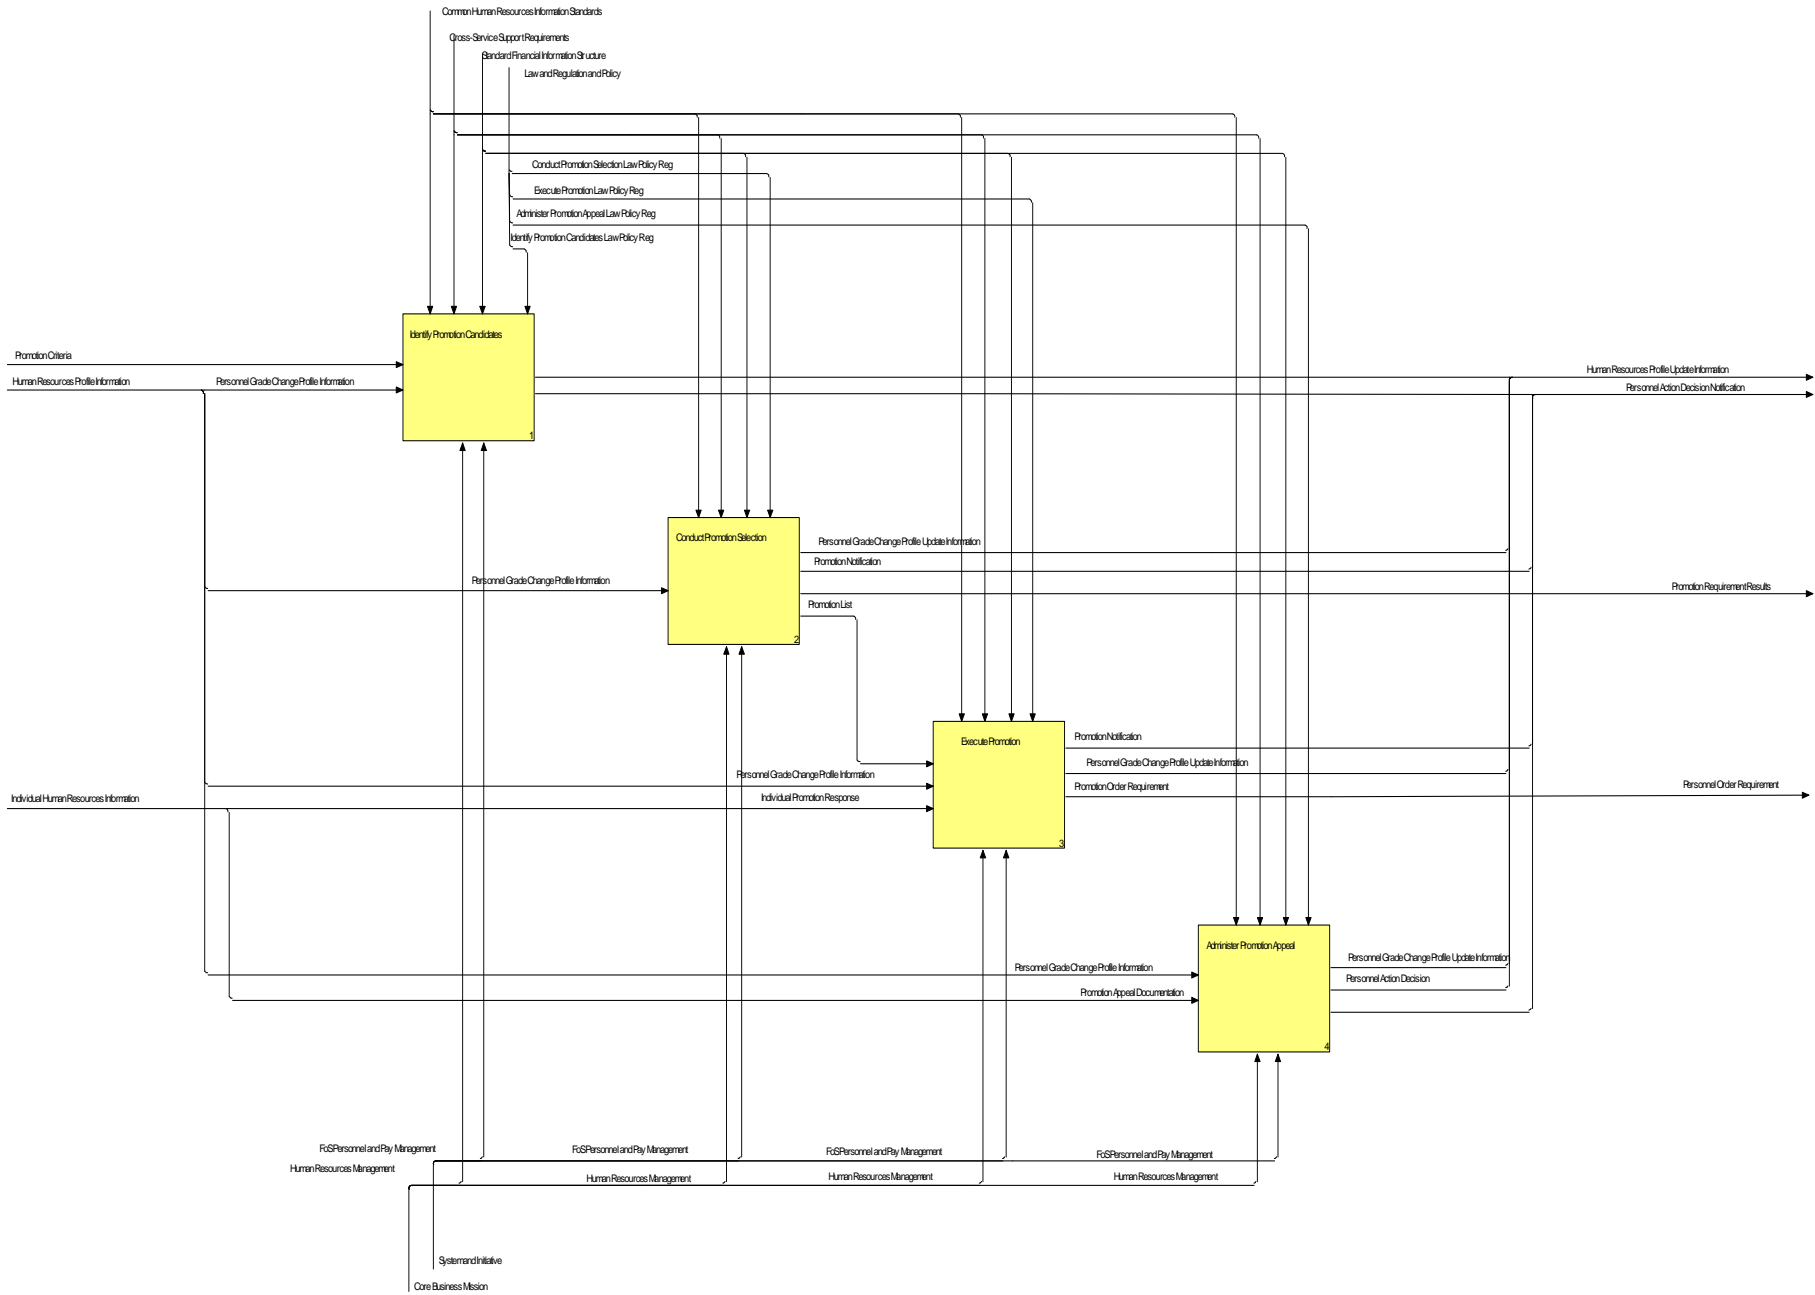 Common Human Resources Information Standards
Cross-Service Support Requirements
Standard Financial Information Structure
Law and Regulation and Policy
Conduct Promotion Selection Law Policy Reg
Execute Promotion Law Policy Reg
Administer Promotion Appeal Law Policy Reg
Identify Promotion Candidates Law Policy Reg
Identify Promotion Candidates
1
Promotion Criteria
Human Resources Profile Information
Personnel Grade Change Profile Information
Human Resources Profile Update Information
Personnel Action Decision Notification
Conduct Promotion Selection
2
Personnel Grade Change Profile Update Information
Promotion Notification
Personnel Grade Change Profile Information
Promotion Requirement Results
Promotion List
Execute Promotion
3
Promotion Notification
Personnel Grade Change Profile Update Information
Personnel Grade Change Profile Information
Promotion Order Requirement
Personnel Order Requirement
Individual Human Resources Information
Individual Promotion Response
Administer Promotion Appeal
4
Personnel Grade Change Profile Update Information
Personnel Grade Change Profile Information
Personnel Action Decision
Promotion Appeal Documentation
FoS Personnel and Pay Management
FoS Personnel and Pay Management
FoS Personnel and Pay Management
FoS Personnel and Pay Management
Human Resources Management
Human Resources Management
Human Resources Management
Human Resources Management
System and Initiative
Core Business Mission